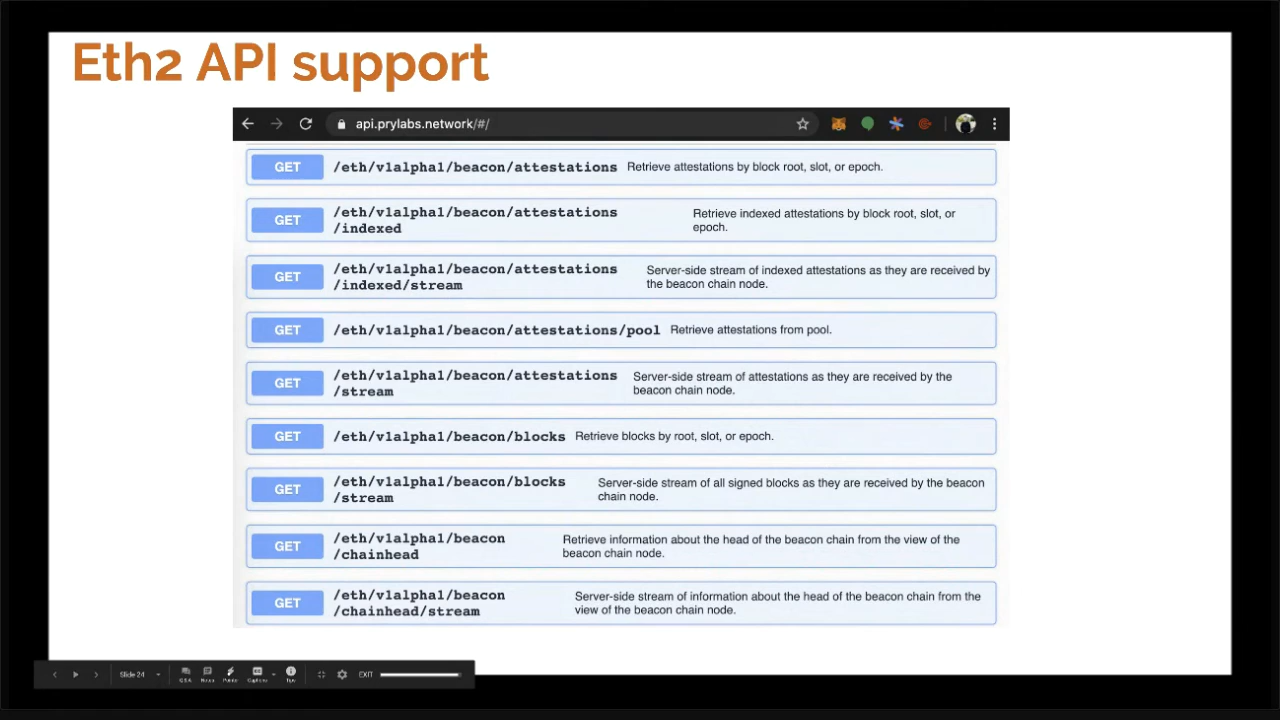 Eth2 API support
api.prylabs.network/#/
GET /eth/v1alpha1/beacon/attestations Retrieve attestations by block root, slot, or epoch.
GET /eth/v1alpha1/beacon/attestations
/indexed
Retrieve indexed attestations by block root, slot, or
epoch.
GET /eth/v1alpha1/beacon/attestations
/indexed/stream
Server-side stream of indexed attestations as they are received by
the beacon chain node.
GET /eth/v1alpha1/beacon/attestations/pool Retrieve attestations from pool.
GET /eth/v1alpha1/beacon/attestations
/stream
Server-side stream of attestations as they are received by the
beacon chain node.
GET /eth/v1alpha1/beacon/blocks Retrieve blocks by root, slot, or epoch.
GET /eth/v1alpha1/beacon/blocks
/stream
Server-side stream of all signed blocks as they are received by the beacon
chain node.
GET /eth/v1alpha1/beacon
/chainhead
Retrieve information about the head of the beacon chain from the view of the
beacon chain node.
GET /eth/v1alpha1/beacon
/chainhead/stream
Server-side stream of information about the head of the beacon chain from the
view of the beacon chain node.
Slide 24
Q&A Notes Pointer Captions Tips EXIT